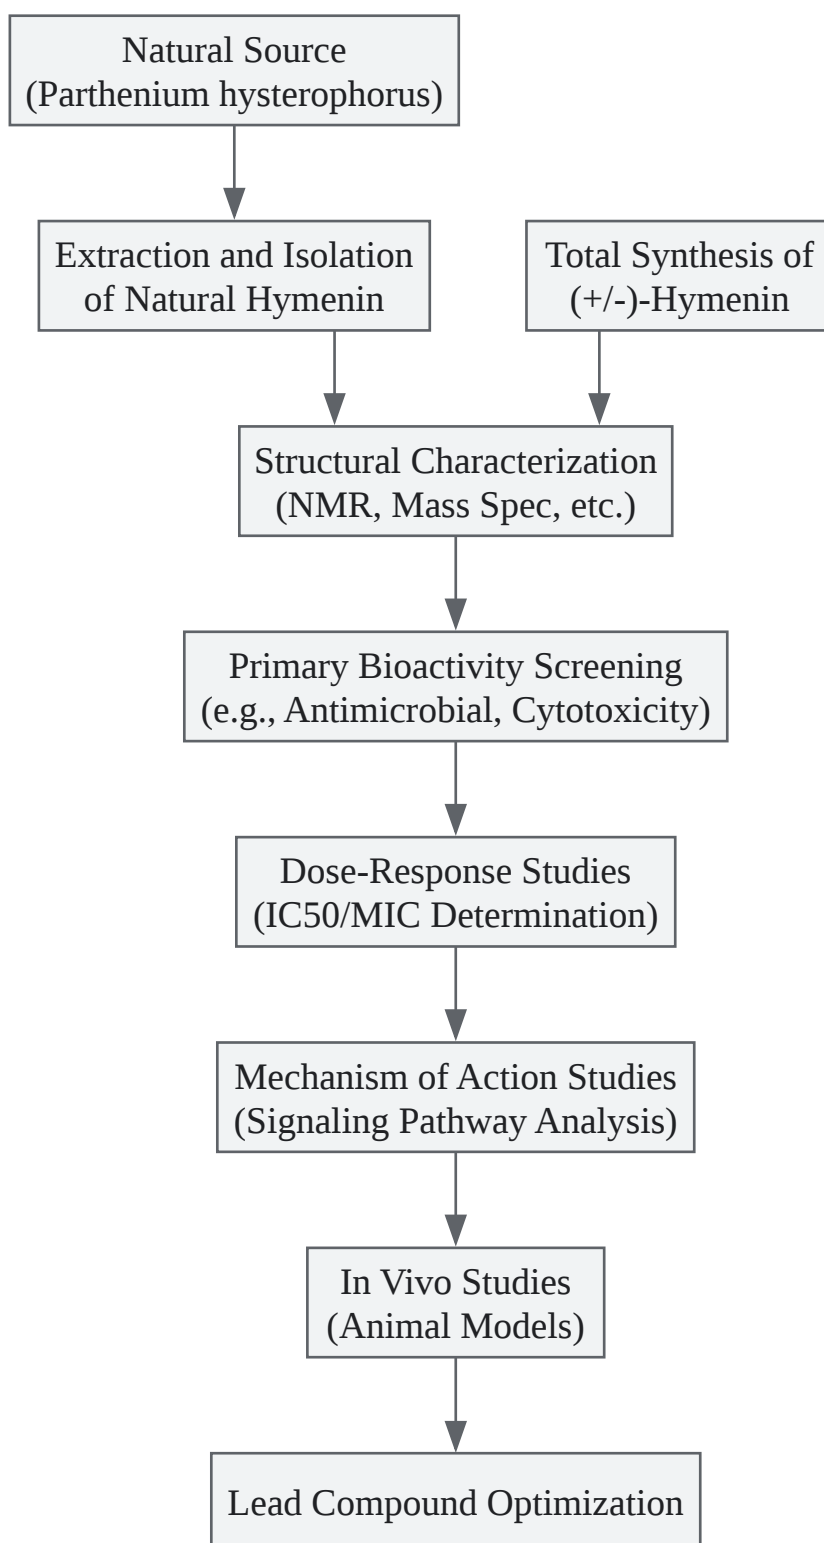 Natural Source
(Parthenium hysterophorus)
Extraction and Isolation
of Natural Hymenin
Total Synthesis of
(+/-)-Hymenin
Structural Characterization
(NMR, Mass Spec, etc.)
Primary Bioactivity Screening
(e.g., Antimicrobial, Cytotoxicity)
Dose-Response Studies
(IC50/MIC Determination)
Mechanism of Action Studies
(Signaling Pathway Analysis)
In Vivo Studies
(Animal Models)
Lead Compound Optimization